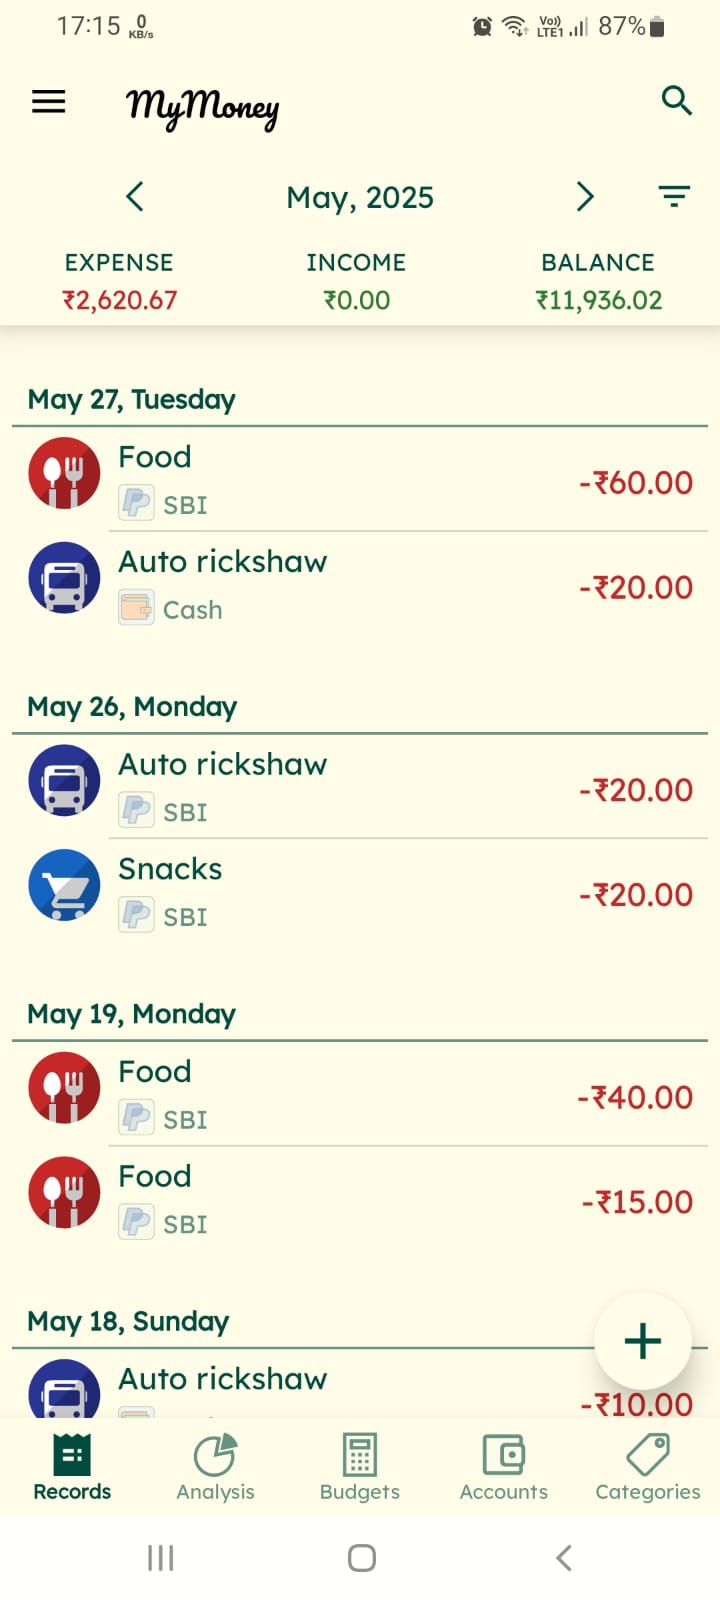 17:15 0 KB/s Vo)) LTE1 87%
MyMoney
May, 2025
EXPENSE INCOME BALANCE
₹2,620.67 ₹0.00 ₹11,936.02
May 27, Tuesday
Food
-₹60.00
SBI
Auto rickshaw
-₹20.00
Cash
May 26, Monday
Auto rickshaw
-₹20.00
SBI
Snacks
-₹20.00
SBI
May 19, Monday
Food
-₹40.00
SBI
Food
-₹15.00
SBI
May 18, Sunday
Auto rickshaw
-₹10.00
Records Analysis Budgets Accounts Categories